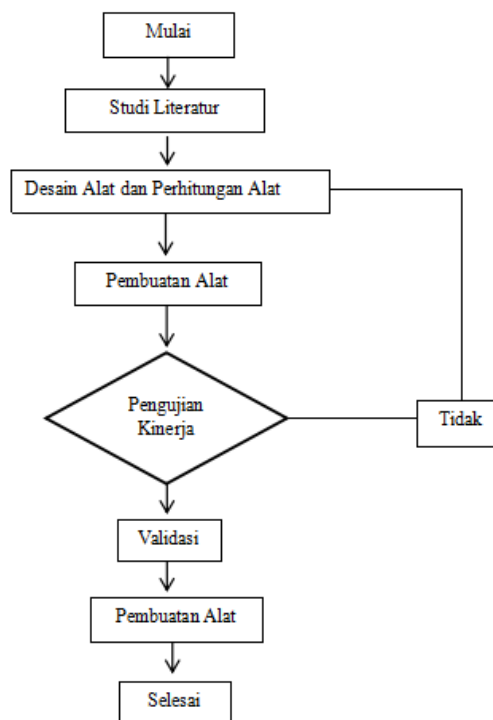 Mulai
Studi Literatur
Desain Alat dan Perhitungan Alat
Pembuatan Alat
Pengujian
Kinerja
Tidak
Validasi
Pembuatan Alat
Selesai